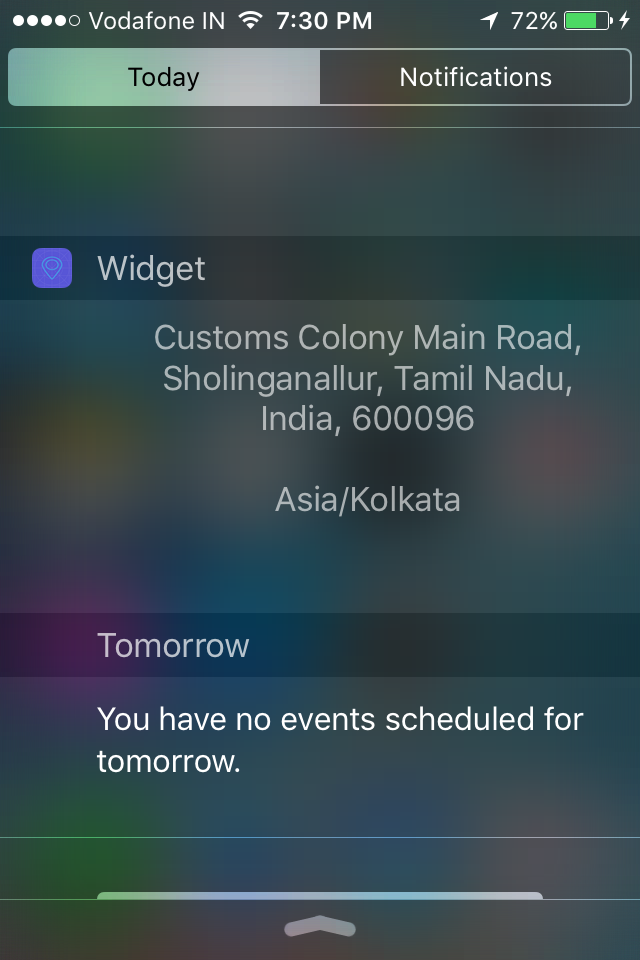 Vodafone IN 7:30 PM 72%
Today Notifications
Widget
Customs Colony Main Road,
Sholinganallur, Tamil Nadu,
India, 600096
Asia/Kolkata
Tomorrow
You have no events scheduled for
tomorrow.